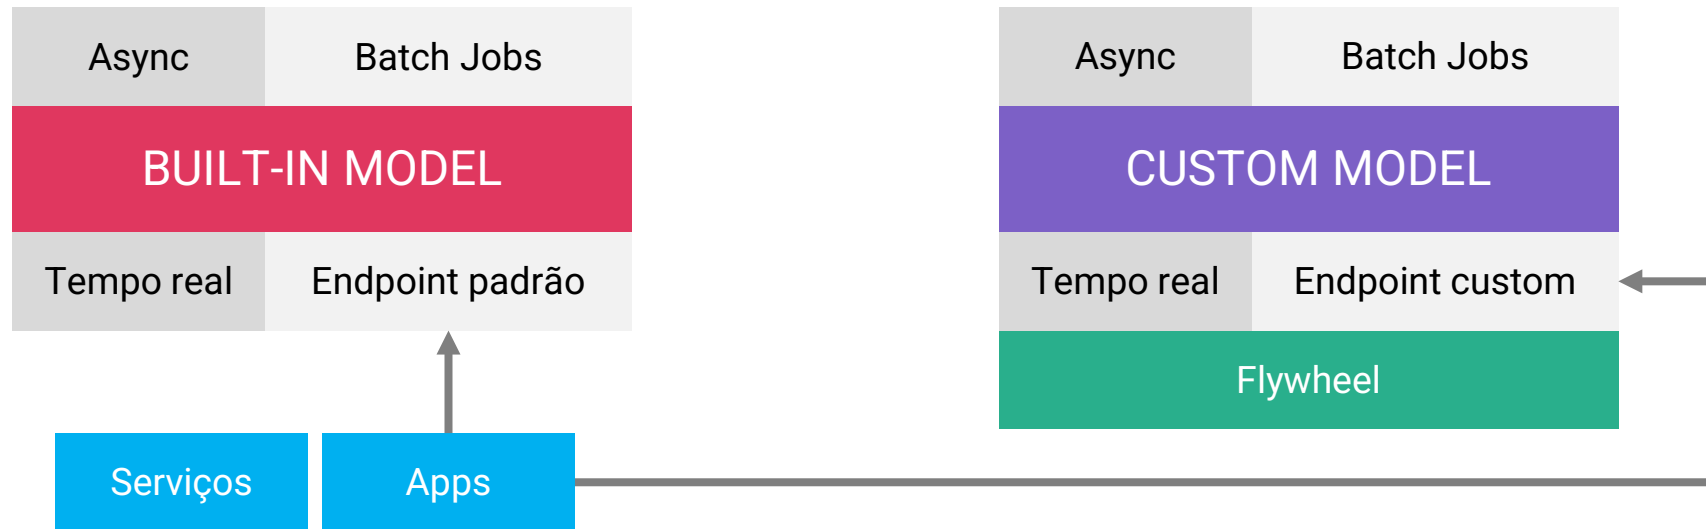 Async
Batch Jobs
BUILT-IN MODEL
Tempo real
Endpoint padrão
Serviços
Apps
Async
Batch Jobs
CUSTOM MODEL
Tempo real
Endpoint custom
Flywheel